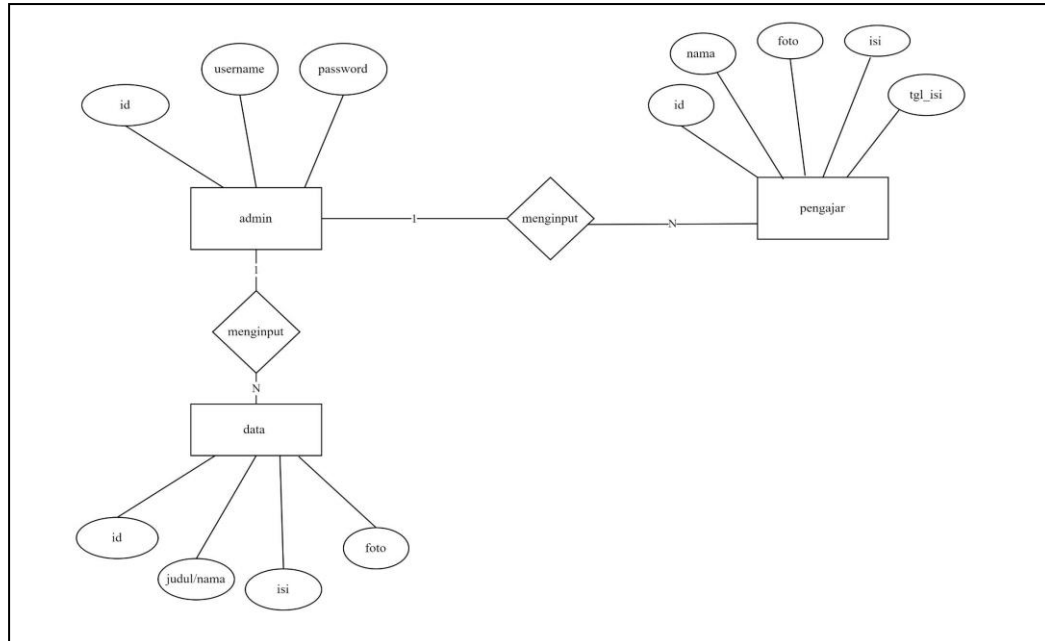 foto
isi
nama
username
password
tgl_isi
id
id
admin
1
menginput
N
pengajar
1
menginput
N
data
id
foto
judul/nama
isi